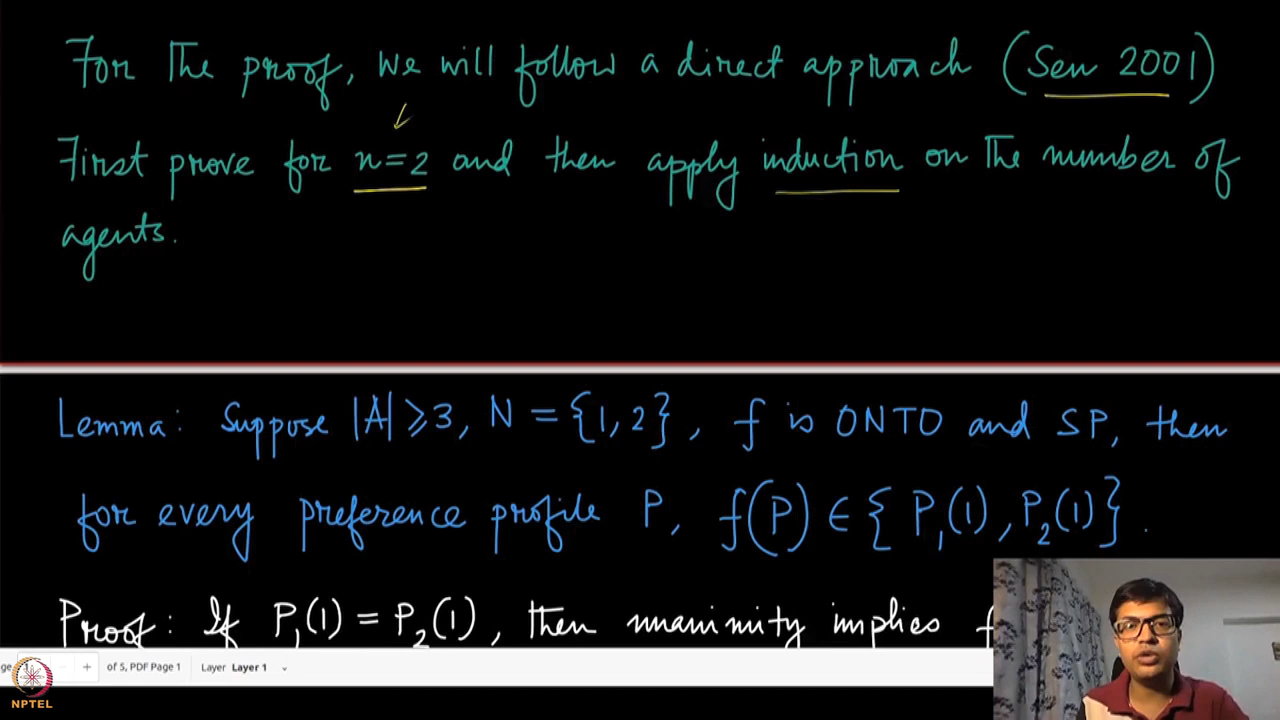 For the proof, we will follow a direct approach (Sen 2001)
First prove for n=2 and then apply induction on the number of
agents.
Lemma: Suppose |A| ⩾ 3, N = {1, 2}, f is ONTO and SP, then
for every preference profile P, f(P) ∈ { P₁(1), P₂(1) }.
Proof: If P₁(1) = P₂(1), then unanimity implies f
of 5, PDF Page 1 Layer Layer 1
NPTEL